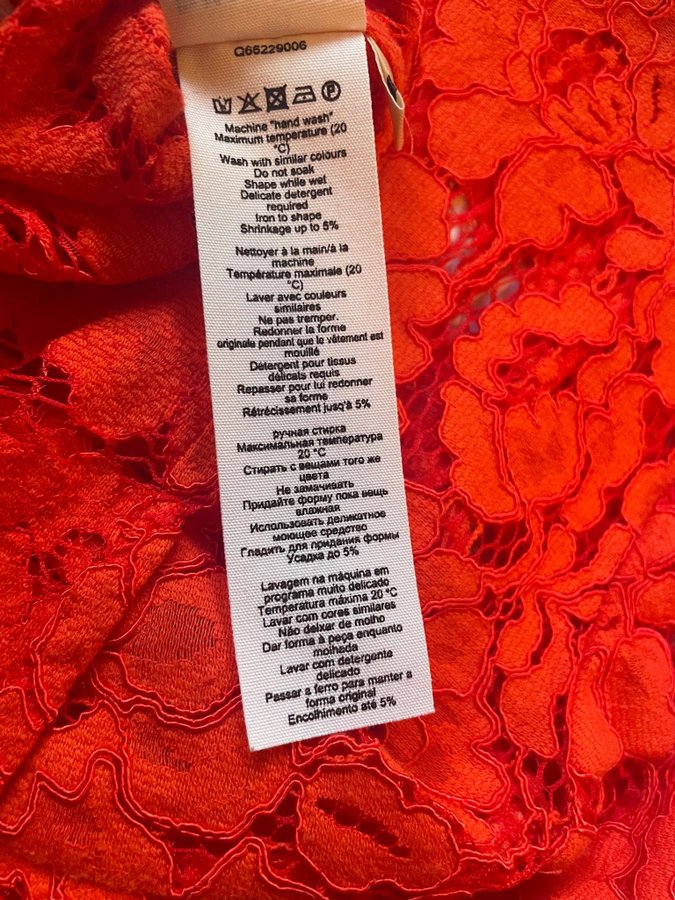 Q66229006
Machine "hand wash"
Maximum temperature (20
°C)
Wash with similar colours
Do not soak
Shape while wet
Delicate detergent
required
Iron to shape
Shrinkage up to 5%
Nettoyer à la main/à la
machine
Température maximale (20
°C)
Laver avec couleurs
similaires
Ne pas tremper.
Redonner la forme
originale pendant que le vêtement est
mouillé
Détergent pour tissus
délicats requis
Repasser pour lui redonner
sa forme
Rétrécissement jusqu'à 5%
ручная стирка
Максимальная температура
20 °C
Стирать с вещами того же
цвета
Не замачивать
Придайте форму пока вещь
влажная
Использовать деликатное
моющее средство
Гладить для придания формы
Усадка до 5%
Lavagem na máquina em
programa muito delicado
Temperatura máxima 20 °C
Lavar com cores similares
Não deixar de molho
Dar forma à peça enquanto
molhada
Lavar com detergente
delicado
Passar a ferro para manter a
forma original
Encolhimento até 5%